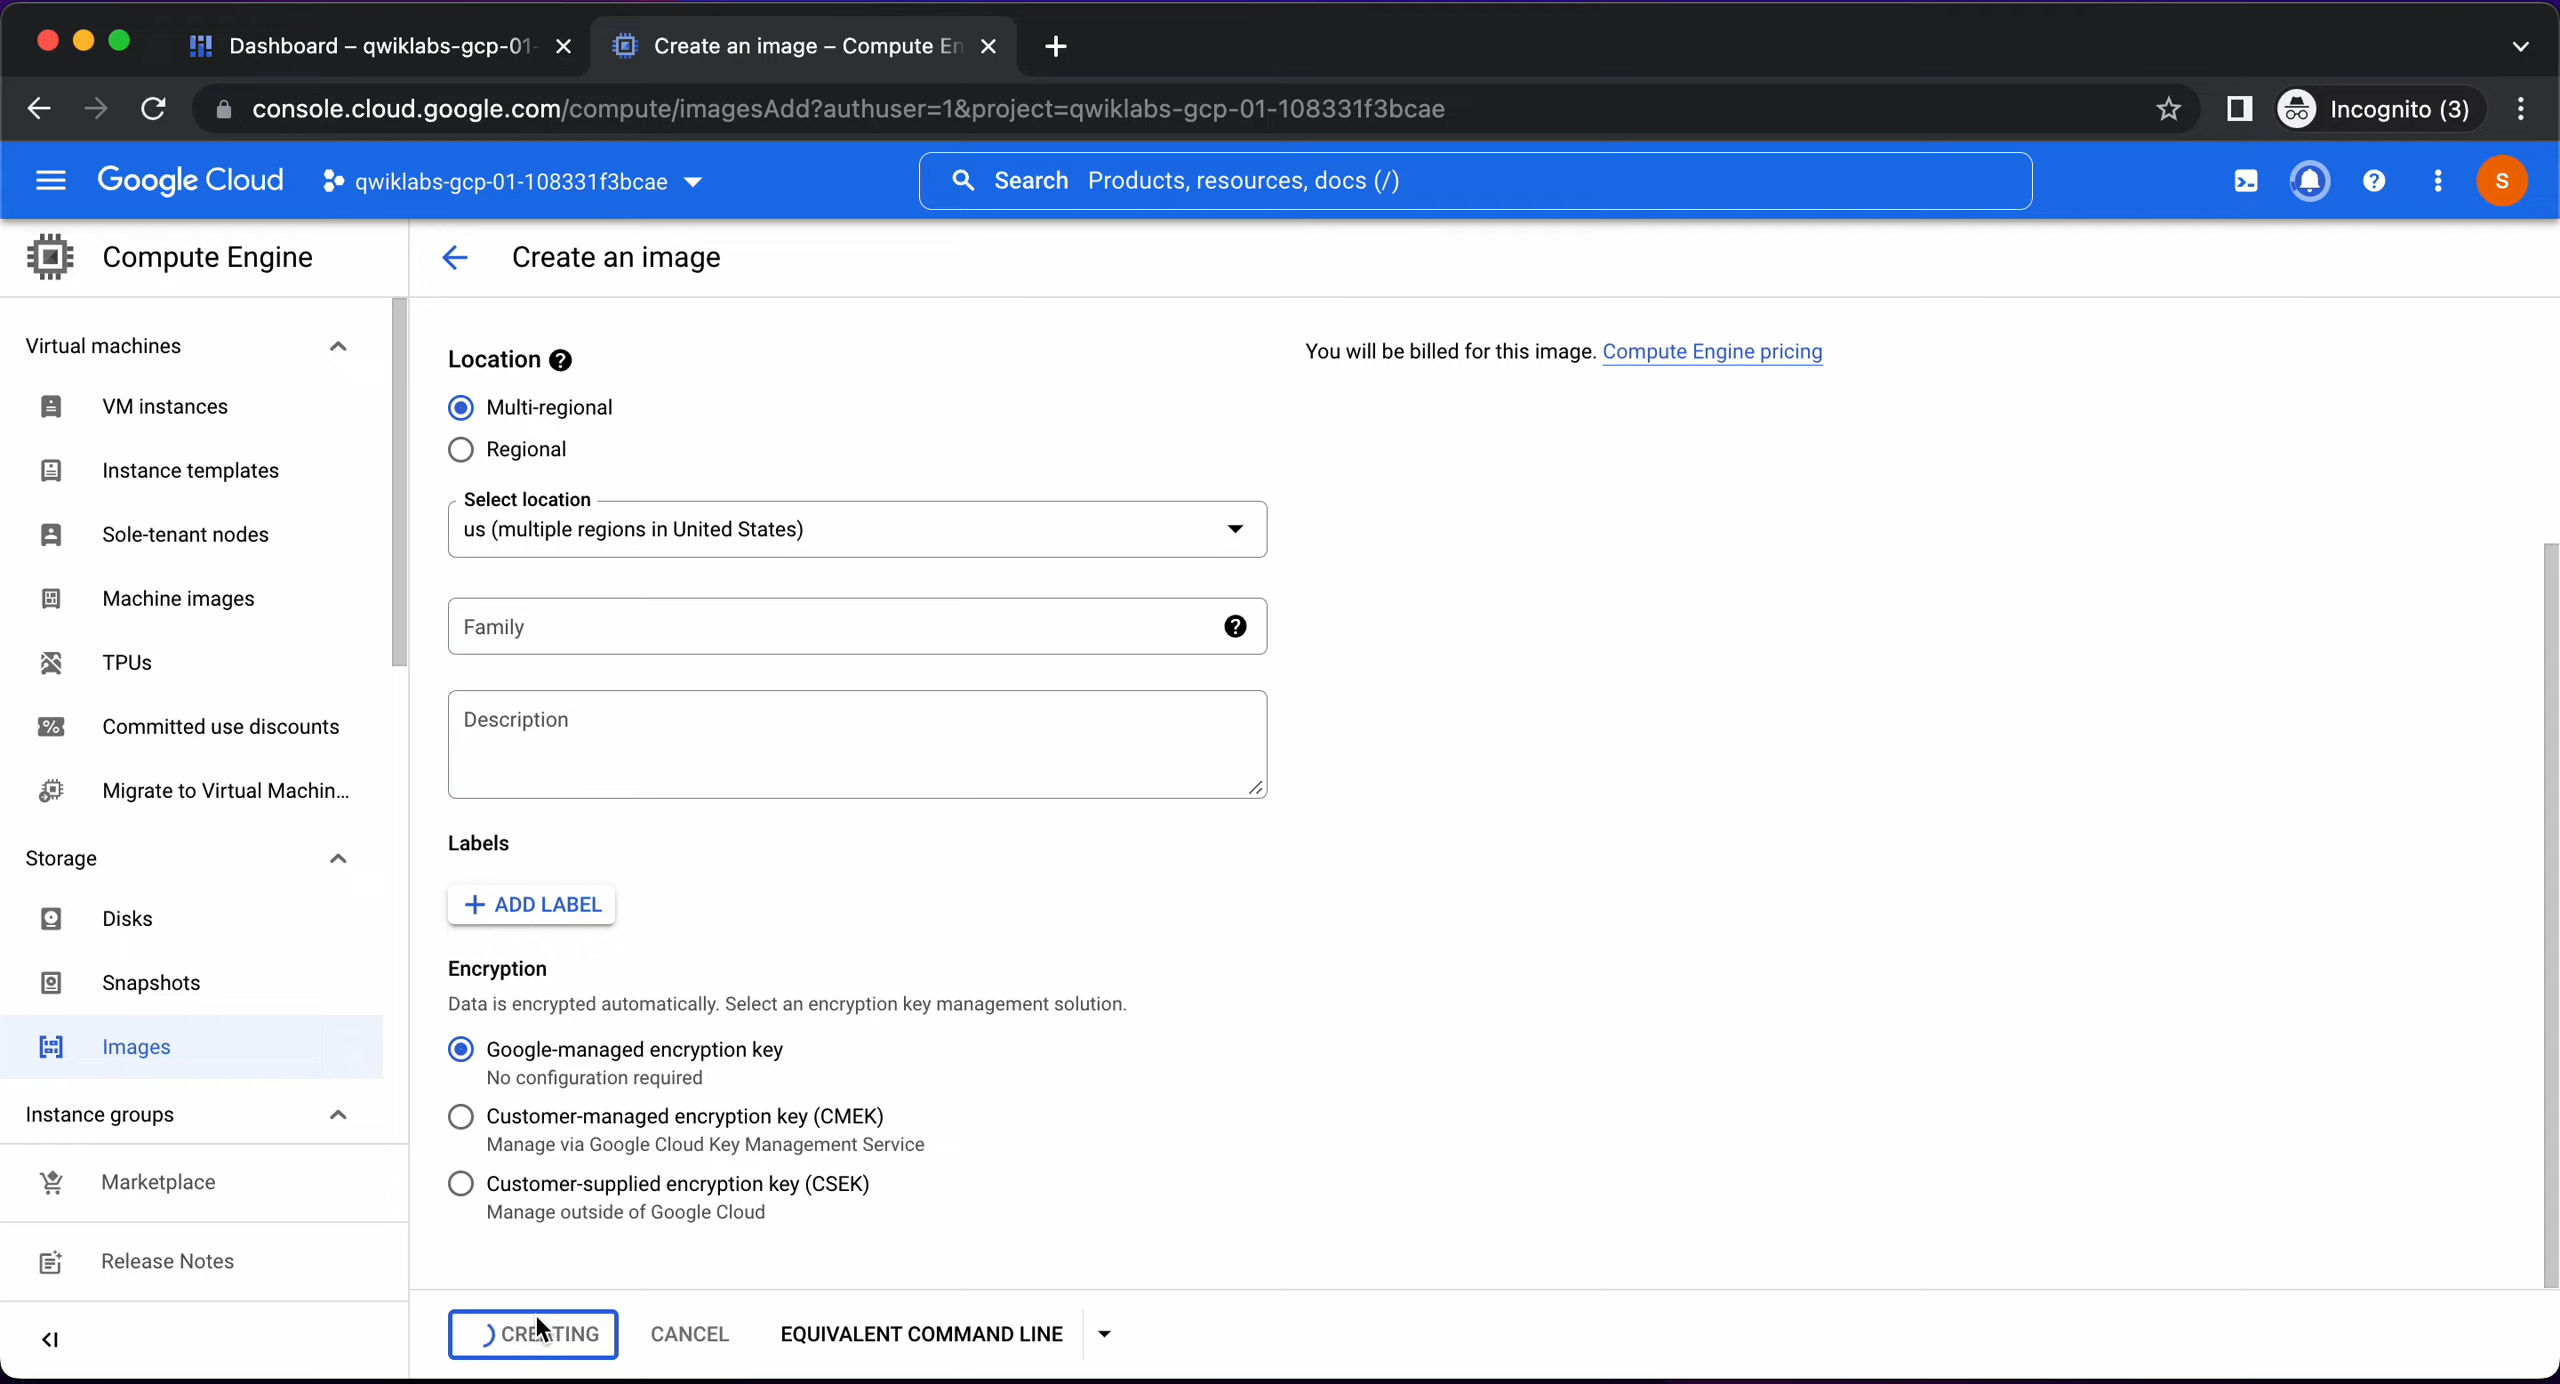 Dashboard – qwiklabs-gcp-01-
Create an image – Compute En
console.cloud.google.com/compute/imagesAdd?authuser=1&project=qwiklabs-gcp-01-108331f3bcae
Incognito (3)
Google Cloud
qwiklabs-gcp-01-108331f3bcae
Search Products, resources, docs (/)
S
Compute Engine
Create an image
Virtual machines
VM instances
Instance templates
Sole-tenant nodes
Machine images
TPUs
Committed use discounts
Migrate to Virtual Machin...
Storage
Disks
Snapshots
Images
Instance groups
Marketplace
Release Notes
Location
Multi-regional
Regional
Select location
us (multiple regions in United States)
Family
Description
Labels
+ ADD LABEL
Encryption
Data is encrypted automatically. Select an encryption key management solution.
Google-managed encryption key
No configuration required
Customer-managed encryption key (CMEK)
Manage via Google Cloud Key Management Service
Customer-supplied encryption key (CSEK)
Manage outside of Google Cloud
CREATING
CANCEL
EQUIVALENT COMMAND LINE
You will be billed for this image. Compute Engine pricing